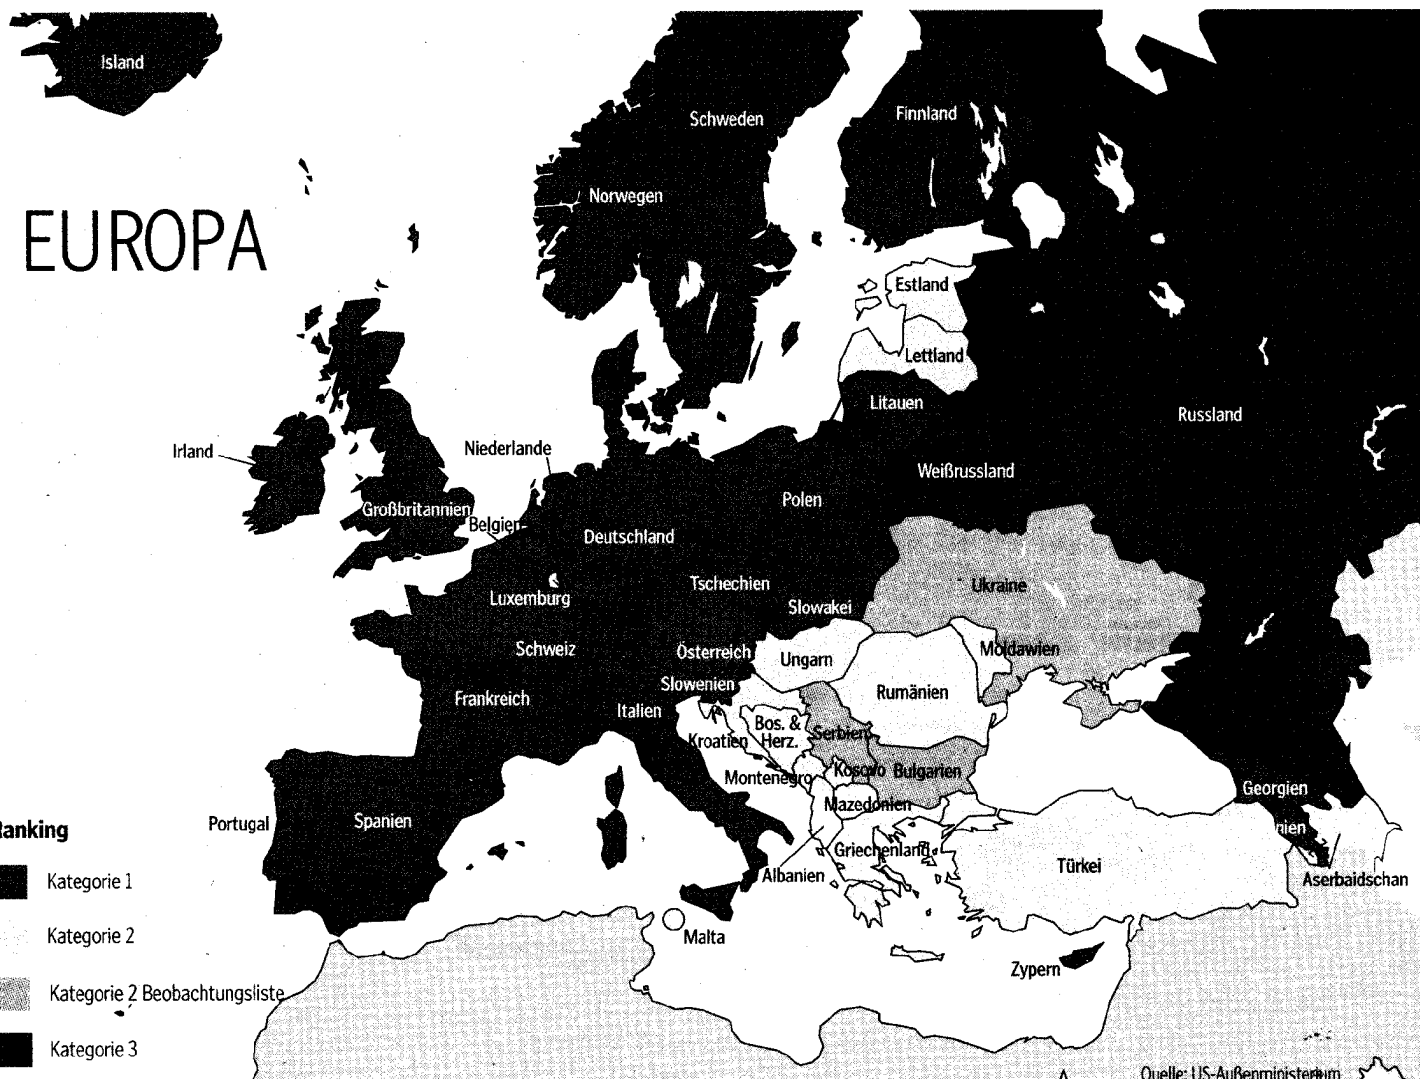 Island
Schweden
Finnland
Norwegen
EUROPA
Estland
Lettland
Litauen
Russland
Irland
Niederlande
Weißrussland
Polen
Großbritannien
Belgien
Deutschland
Tschechien
Ukraine
Luxemburg
Slowakei
Schweiz
Österreich
Ungarn
Moldawien
Slowenien
Rumänien
Frankreich
Italien
Bos. &
Herz.
Serbien
Kroatien
Kosovo
Bulgarien
Montenegro
Georgien
Mazedonien
Portugal
Spanien
nien
Ranking
Griechenland
Türkei
Albanien
Aserbaidschan
Kategorie 1
Kategorie 2
Malta
Zypern
Kategorie 2 Beobachtungsliste
Kategorie 3
Quelle: US-Außenministerium